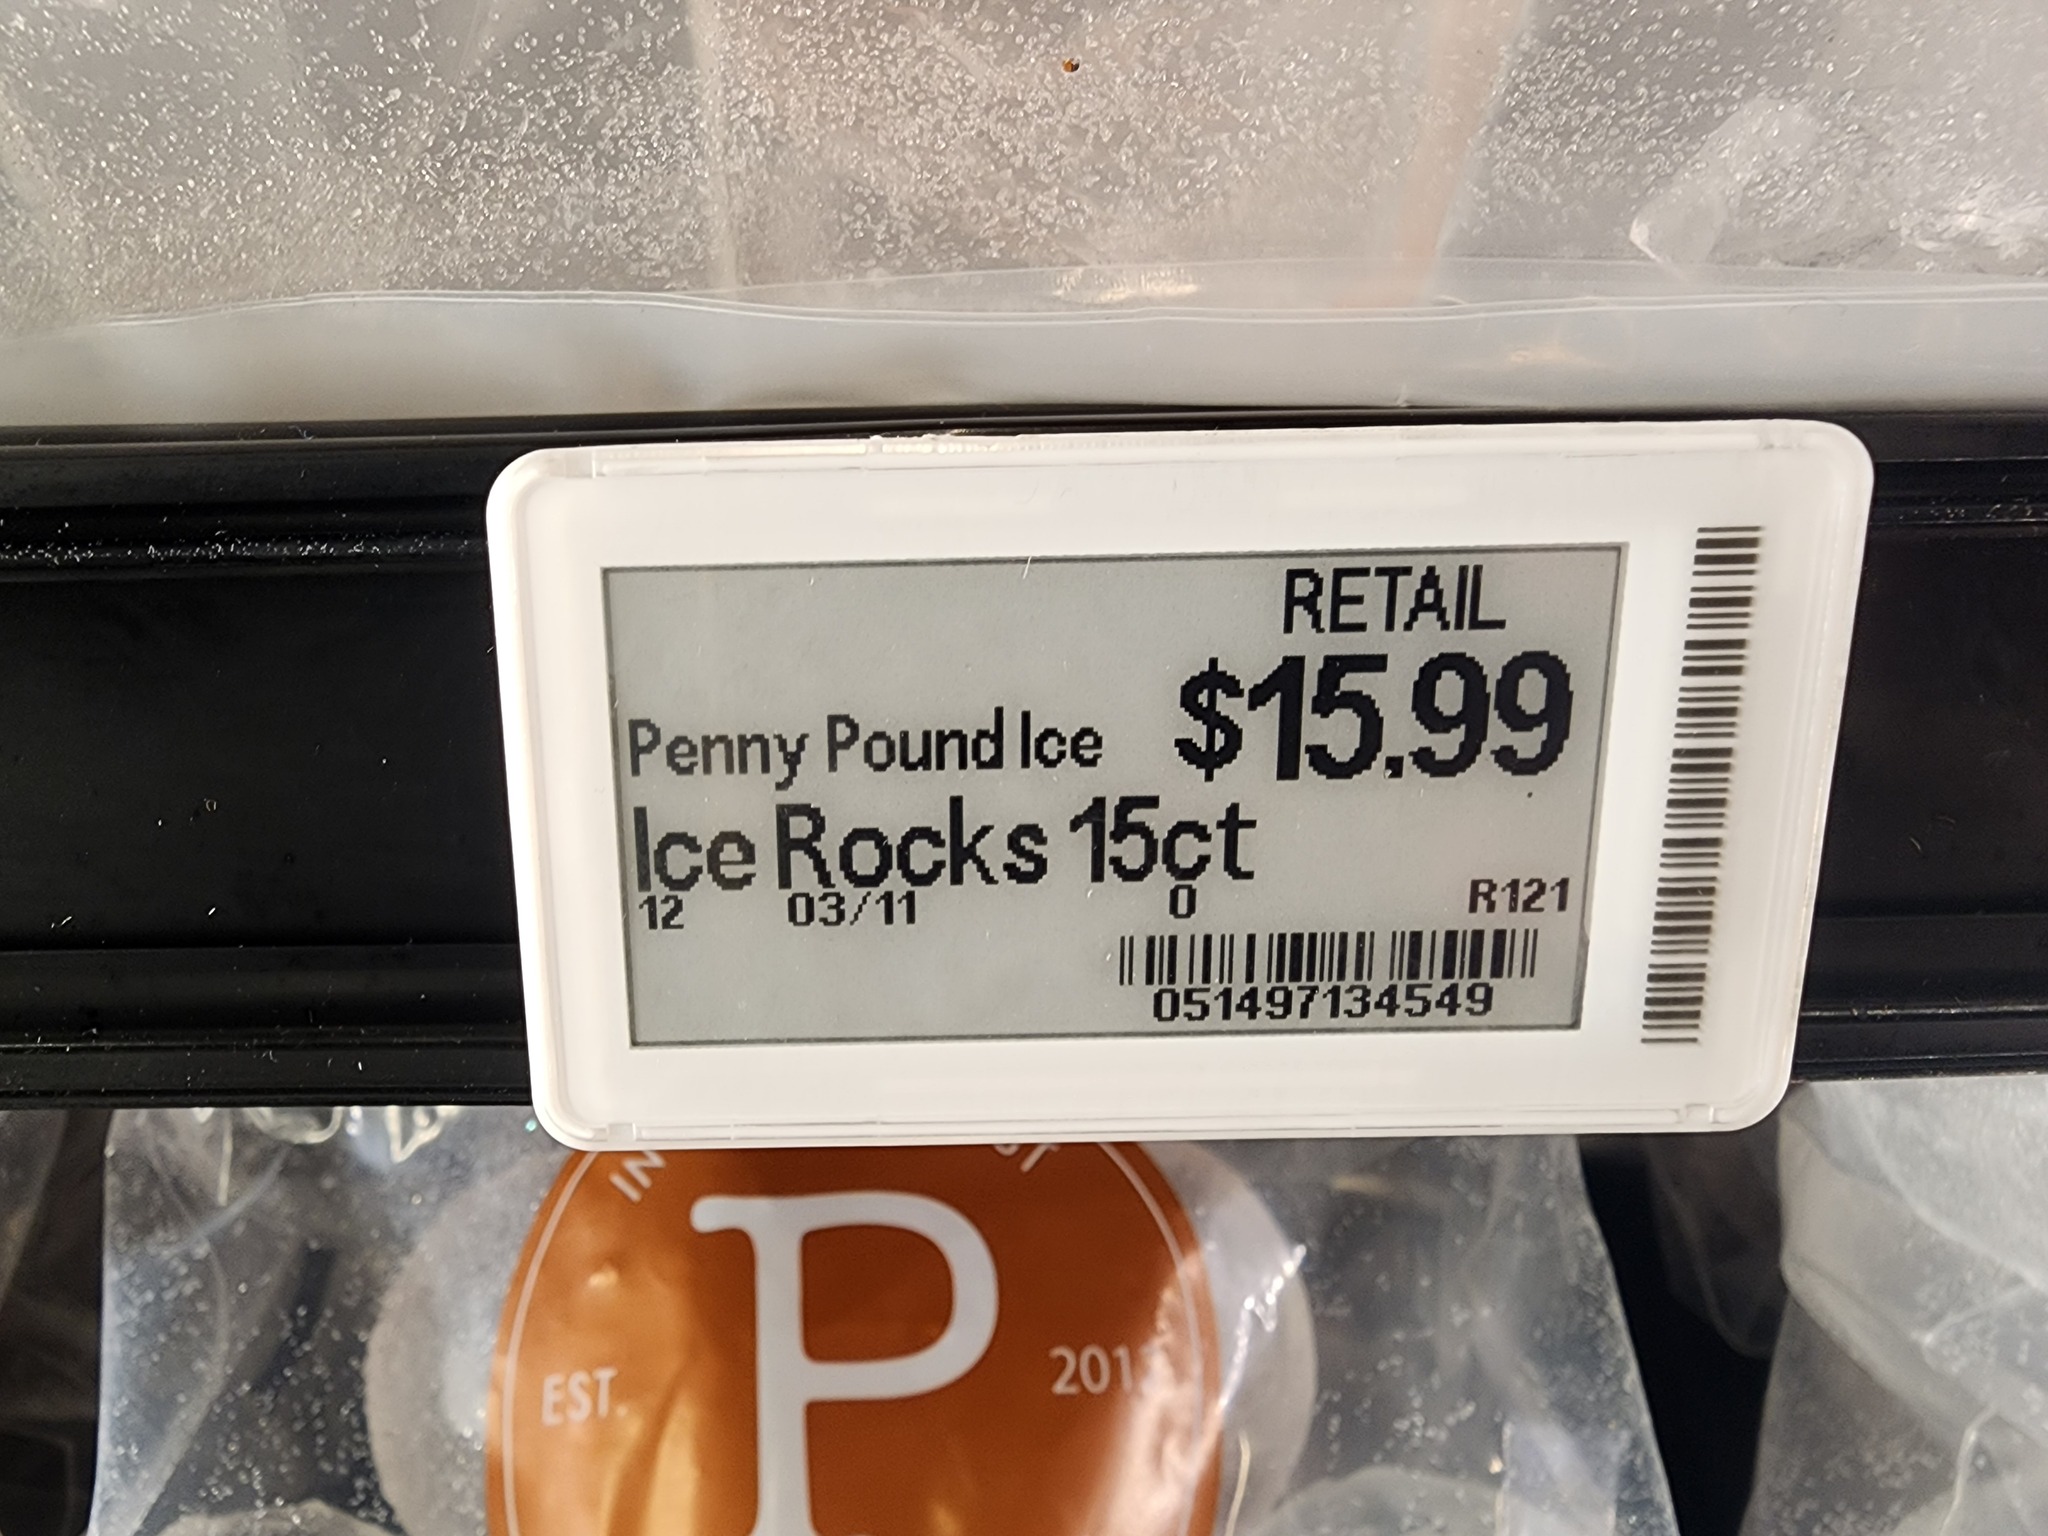 RETAIL
$15.99
Penny Pound Ice
Ice Rocks 15ct
12 03/11 0 R121
051497134549
P
EST.